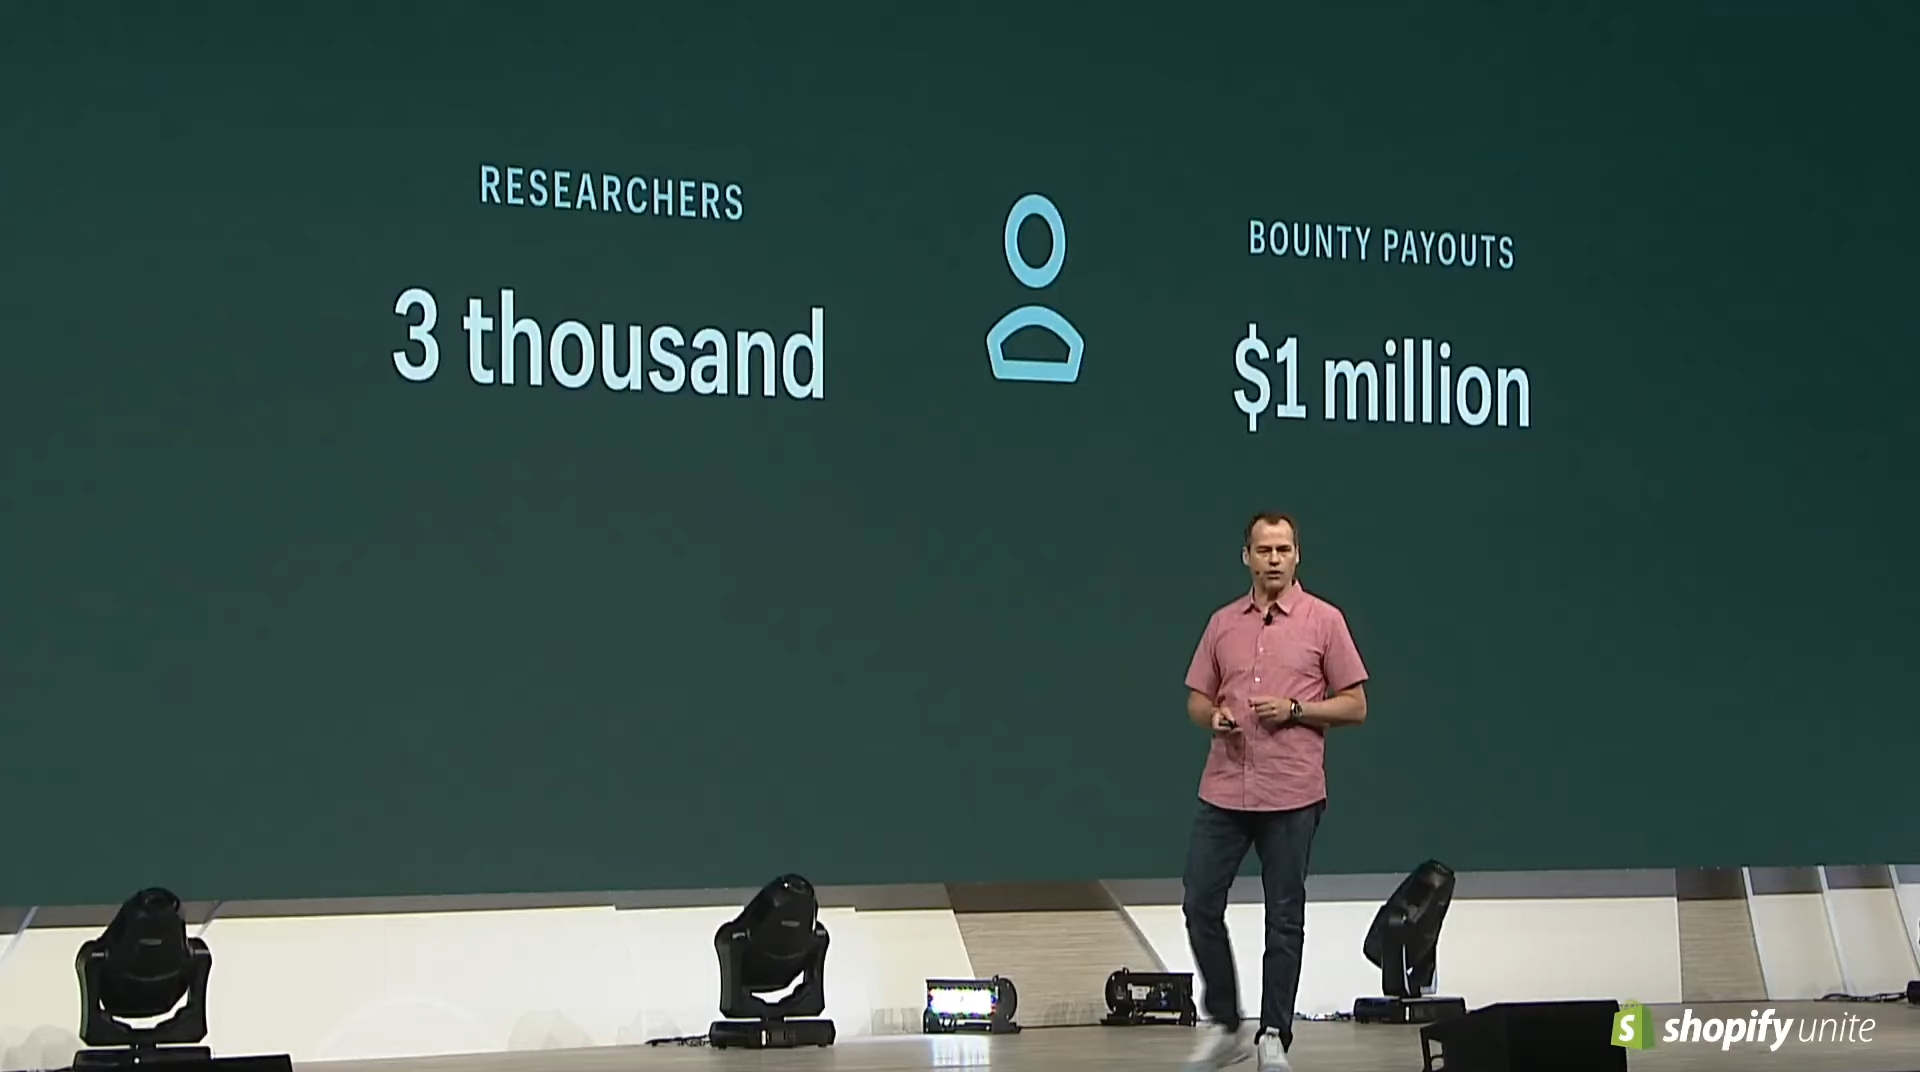 RESEARCHERS
3 thousand
BOUNTY PAYOUTS
$1 million
shopify unite